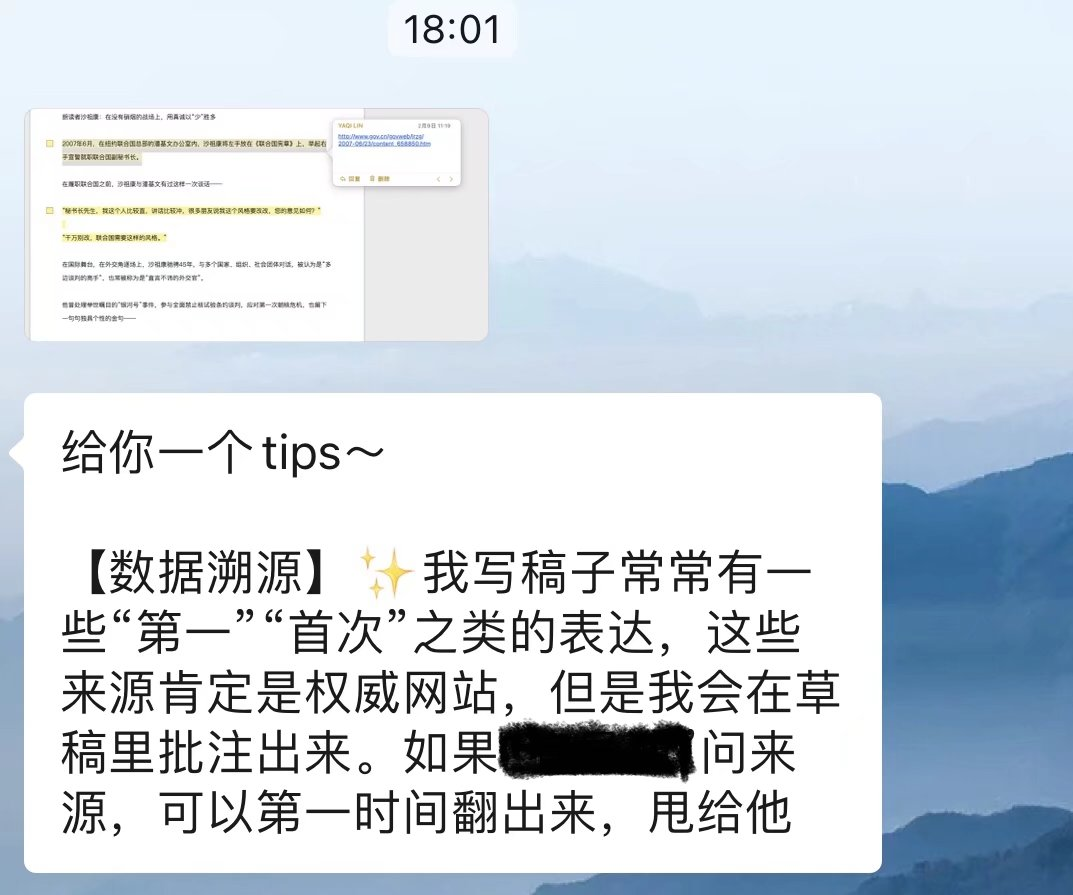 18:01
朗读者沙祖康：在没有硝烟的战场上，用真诚以“少”胜多
YAQI LIN
2月9日 11:19
http://www.gov.cn/govweb/lrzg/
2007-06/23/content_658850.htm
2007年6月，在纽约联合国总部的潘基文办公室内，沙祖康将左手放在《联合国宪章》上，举起右
手宣誓就职联合国副秘书长。
回复 删除
在履职联合国之前，沙祖康与潘基文有过这样一次谈话——
“秘书长先生，我这个人比较直，讲话比较冲，很多朋友说我这个风格要改改，您的意见如何？”
“千万别改，联合国需要这样的风格。”
在国际舞台，在外交角逐场上，沙祖康驰骋45年，与多个国家、组织、社会团体对话，被认为是“多
边谈判的高手”，也常被称为是“直言不讳的外交官”。
他曾处理举世瞩目的“银河号”事件，参与全面禁止核试验条约谈判，应对第一次朝核危机，也留下
一句句独具个性的金句——
给你一个tips～
【数据溯源】✨我写稿子常常有一
些“第一”“首次”之类的表达，这些
来源肯定是权威网站，但是我会在草
稿里批注出来。如果
问来
源，可以第一时间翻出来，甩给他